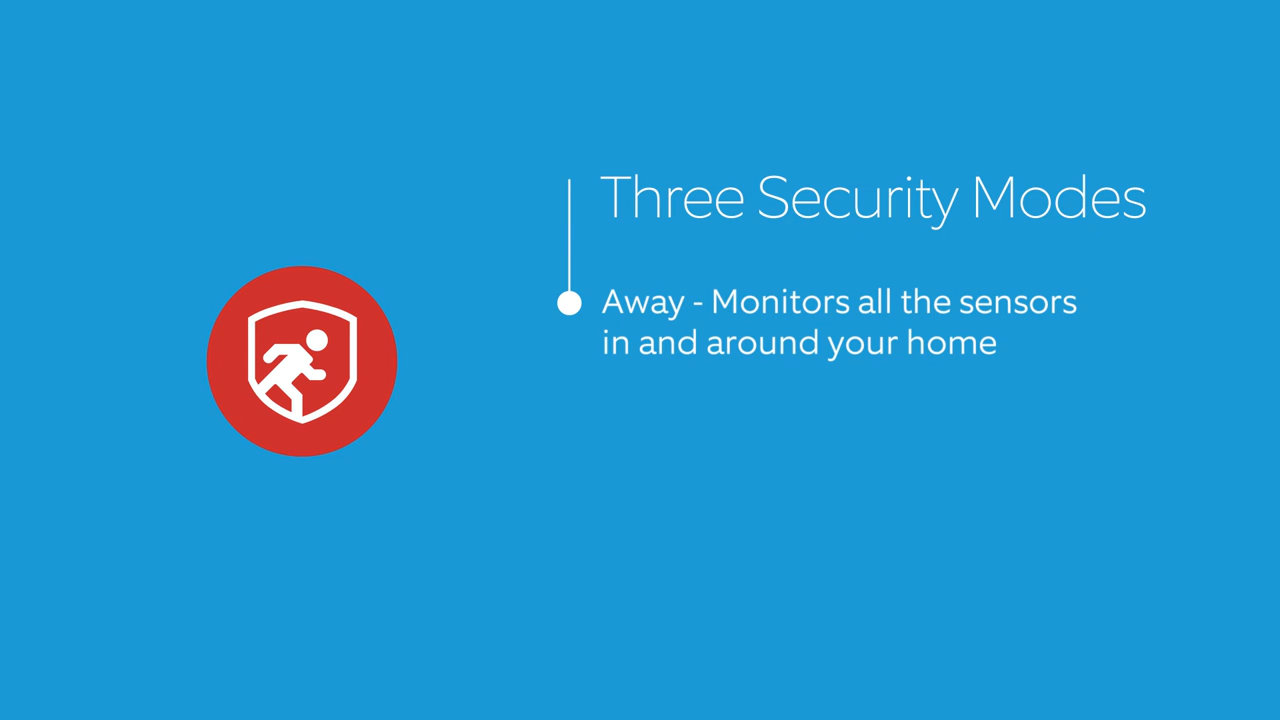 Three Security Modes
Away - Monitors all the sensors
in and around your home